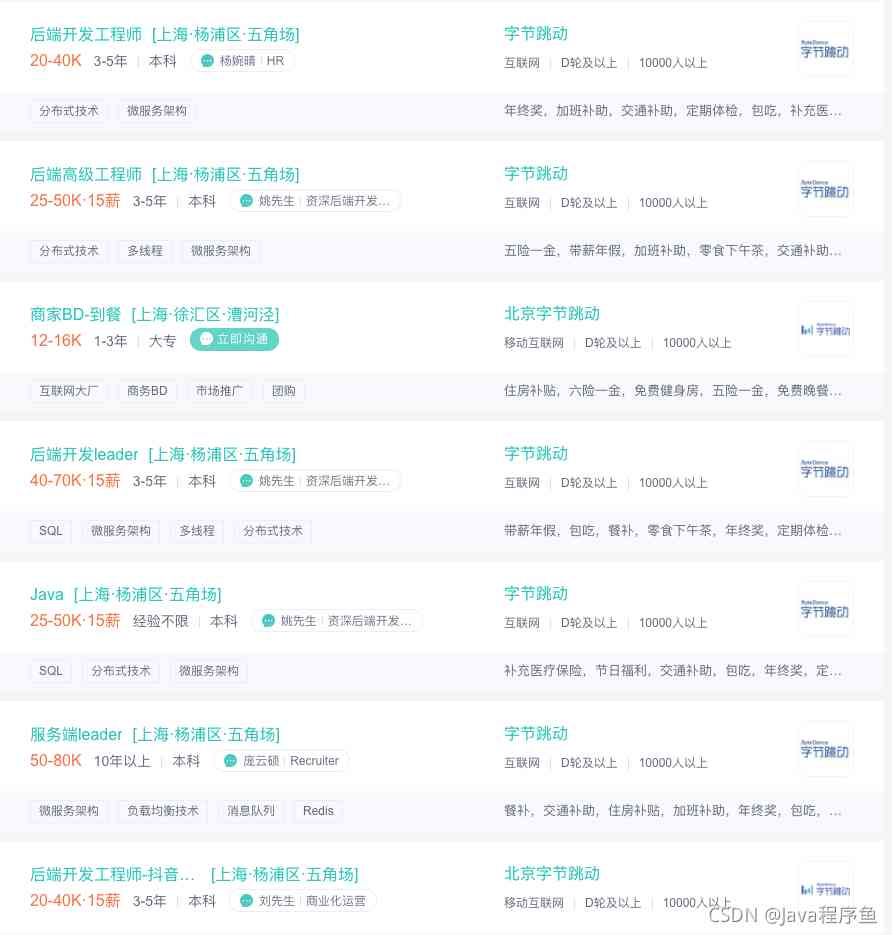 后端开发工程师 [上海·杨浦区·五角场] 字节跳动
20-40K 3-5年 本科 杨婉晴 HR 互联网 D轮及以上 10000人以上
ByteDance 字节跳动
分布式技术 微服务架构 年终奖，加班补助，交通补助，定期体检，包吃，补充医...
后端高级工程师 [上海·杨浦区·五角场] 字节跳动
25-50K·15薪 3-5年 本科 姚先生 资深后端开发... 互联网 D轮及以上 10000人以上
ByteDance 字节跳动
分布式技术 多线程 微服务架构 五险一金，带薪年假，加班补助，零食下午茶，交通补助...
商家BD-到餐 [上海·徐汇区·漕河泾] 北京字节跳动
12-16K 1-3年 大专 立即沟通 移动互联网 D轮及以上 10000人以上
字节跳动
互联网大厂 商务BD 市场推广 团购 住房补贴，六险一金，免费健身房，五险一金，免费晚餐...
后端开发leader [上海·杨浦区·五角场] 字节跳动
40-70K·15薪 3-5年 本科 姚先生 资深后端开发... 互联网 D轮及以上 10000人以上
ByteDance 字节跳动
SQL 微服务架构 多线程 分布式技术 带薪年假，包吃，餐补，零食下午茶，年终奖，定期体检...
Java [上海·杨浦区·五角场] 字节跳动
25-50K·15薪 经验不限 本科 姚先生 资深后端开发... 互联网 D轮及以上 10000人以上
ByteDance 字节跳动
SQL 分布式技术 微服务架构 补充医疗保险，节日福利，交通补助，包吃，年终奖，定...
服务端leader [上海·杨浦区·五角场] 字节跳动
50-80K 10年以上 本科 庞云硕 Recruiter 互联网 D轮及以上 10000人以上
ByteDance 字节跳动
微服务架构 负载均衡技术 消息队列 Redis 餐补，交通补助，住房补贴，加班补助，年终奖，包吃，...
后端开发工程师-抖音... [上海·杨浦区·五角场] 北京字节跳动
20-40K·15薪 3-5年 本科 刘先生 商业化运营 移动互联网 D轮及以上 10000人以上
字节跳动
CSDN @java程序鱼